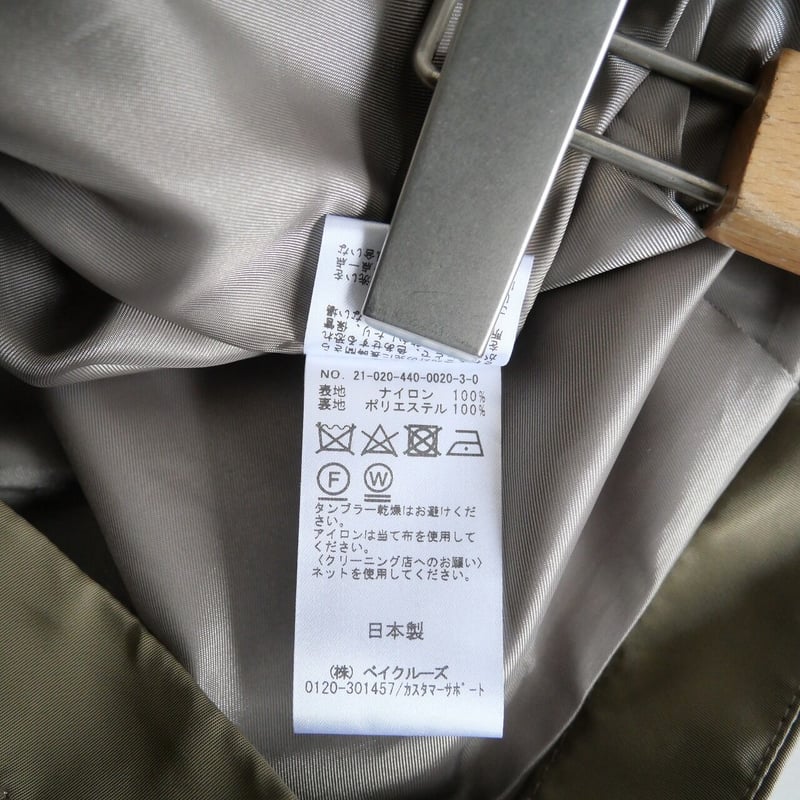 NO. 21-020-440-0020-3-0
表地 ナイロン 100%
裏地 ポリエステル 100%
F W
タンブラー乾燥はお避けくだ
さい。
アイロンは当て布を使用して
ください。
〈クリーニング店へのお願い〉
ネットを使用してください。
日本製
(株) ベイクルーズ
0120-301457/カスタマーサポート